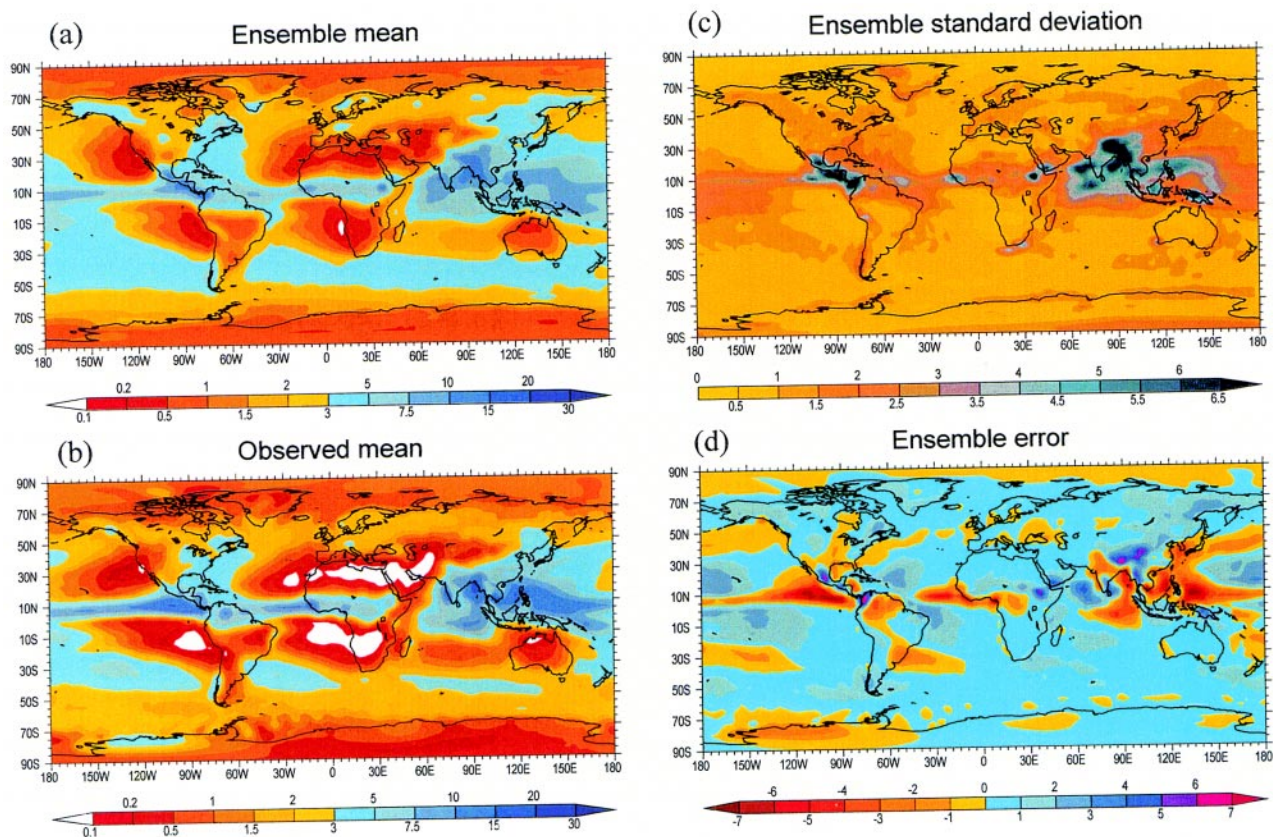 (a) Ensemble mean
90N
70N
50N
30N
10N
10S
30S
50S
70S
90S
180 150W 120W 90W 60W 30W 0 30E 60E 90E 120E 150E 180
0.2 1 2 5 10 20
0.1 0.5 1.5 3 7.5 15 30
(c) Ensemble standard deviation
90N
70N
50N
30N
10N
10S
30S
50S
70S
90S
180 150W 120W 90W 60W 30W 0 30E 60E 90E 120E 150E 180
0 1 2 3 4 5 6
0.5 1.5 2.5 3.5 4.5 5.5 6.5
(b) Observed mean
90N
70N
50N
30N
10N
10S
30S
50S
70S
90S
180 150W 120W 90W 60W 30W 0 30E 60E 90E 120E 150E 180
0.2 1 2 5 10 20
0.1 0.5 1.5 3 7.5 15 30
(d) Ensemble error
90N
70N
50N
30N
10N
10S
30S
50S
70S
90S
180 150W 120W 90W 60W 30W 0 30E 60E 90E 120E 150E 180
-6 -4 -2 0 2 4 6
-7 -5 -3 -1 1 3 5 7